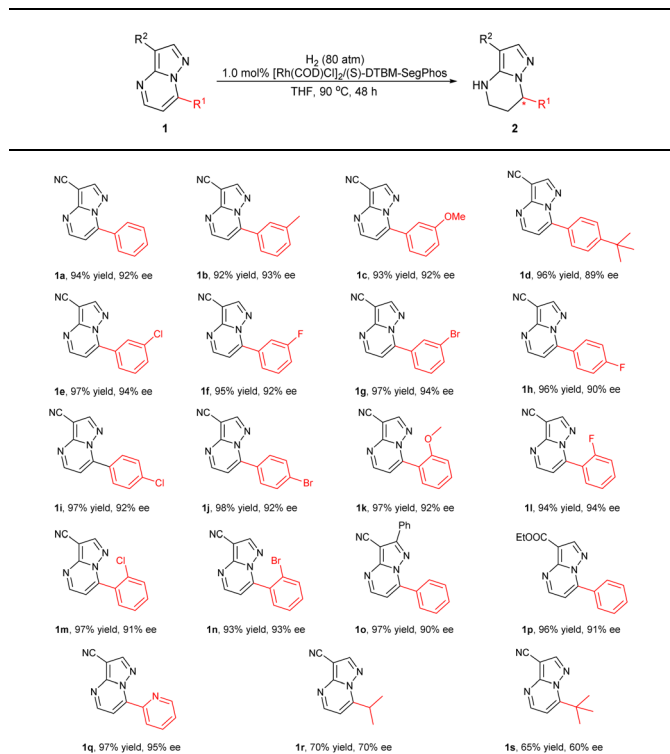 R²
N
N
N
R¹
1
H₂ (80 atm)
1.0 mol% [Rh(COD)Cl]₂/(S)-DTBM-SegPhos
THF, 90 °C, 48 h
R²
N
N
HN
*
R¹
2
NC
N
N
N
1a, 94% yield, 92% ee
NC
N
N
N
1b, 92% yield, 93% ee
NC
N
N
N
OMe
1c, 93% yield, 92% ee
NC
N
N
N
1d, 96% yield, 89% ee
NC
N
N
N
Cl
1e, 97% yield, 94% ee
NC
N
N
N
F
1f, 95% yield, 92% ee
NC
N
N
N
Br
1g, 97% yield, 94% ee
NC
N
N
N
F
1h, 96% yield, 90% ee
NC
N
N
N
Cl
1i, 97% yield, 92% ee
NC
N
N
N
Br
1j, 98% yield, 92% ee
NC
N
N
N
O
1k, 97% yield, 92% ee
NC
N
N
N
F
1l, 94% yield, 94% ee
NC
N
N
N
Cl
1m, 97% yield, 91% ee
NC
N
N
N
Br
1n, 93% yield, 93% ee
Ph
NC
N
N
N
1o, 97% yield, 90% ee
EtOOC
N
N
N
1p, 96% yield, 91% ee
NC
N
N
N
N
1q, 97% yield, 95% ee
NC
N
N
N
1r, 70% yield, 70% ee
NC
N
N
N
1s, 65% yield, 60% ee